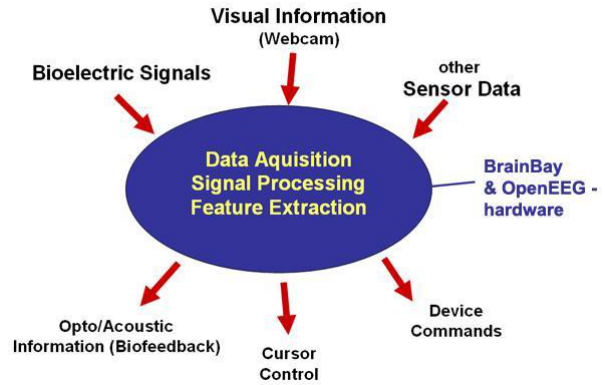 Visual Information
(Webcam)
Bioelectric Signals
other
Sensor Data
Data Aquisition
Signal Processing
Feature Extraction
BrainBay
& OpenEEG -
hardware
Opto/Acoustic
Information (Biofeedback)
Cursor
Control
Device
Commands